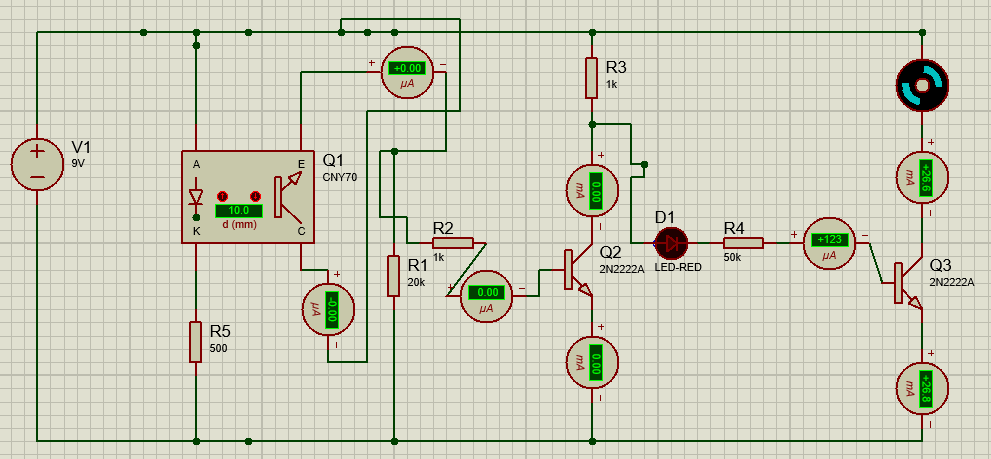 V1
9V
A
K
E
C
10.0
d (mm)
Q1
CNY70
+
+0.00
µA
−
+
-0.00
µA
−
R5
500
R1
20k
R2
1k
+
0.00
µA
−
R3
1k
+
0.00
mA
−
Q2
2N2222A
+
0.00
mA
−
D1
LED-RED
R4
50k
+
+123
µA
−
+
+26.6
mA
−
Q3
2N2222A
+
+26.8
mA
−